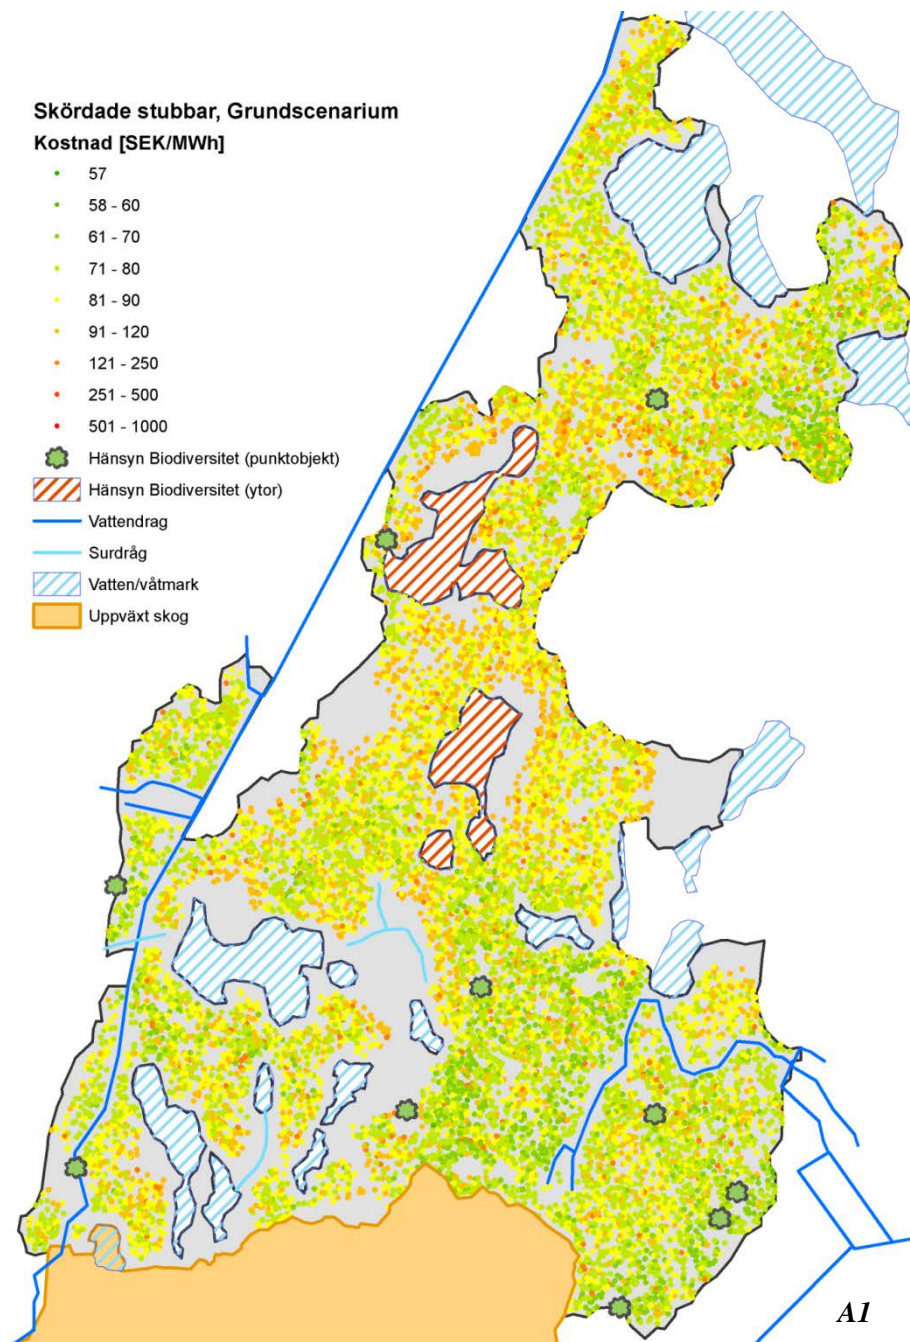 Skördade stubbar, Grundscenarium
Kostnad [SEK/MWh]
57
58 - 60
61 - 70
71 - 80
81 - 90
91 - 120
121 - 250
251 - 500
501 - 1000
Hänsyn Biodiversitet (punktobjekt)
Hänsyn Biodiversitet (ytor)
Vattendrag
Surdråg
Vatten/våtmark
Uppväxt skog
A1